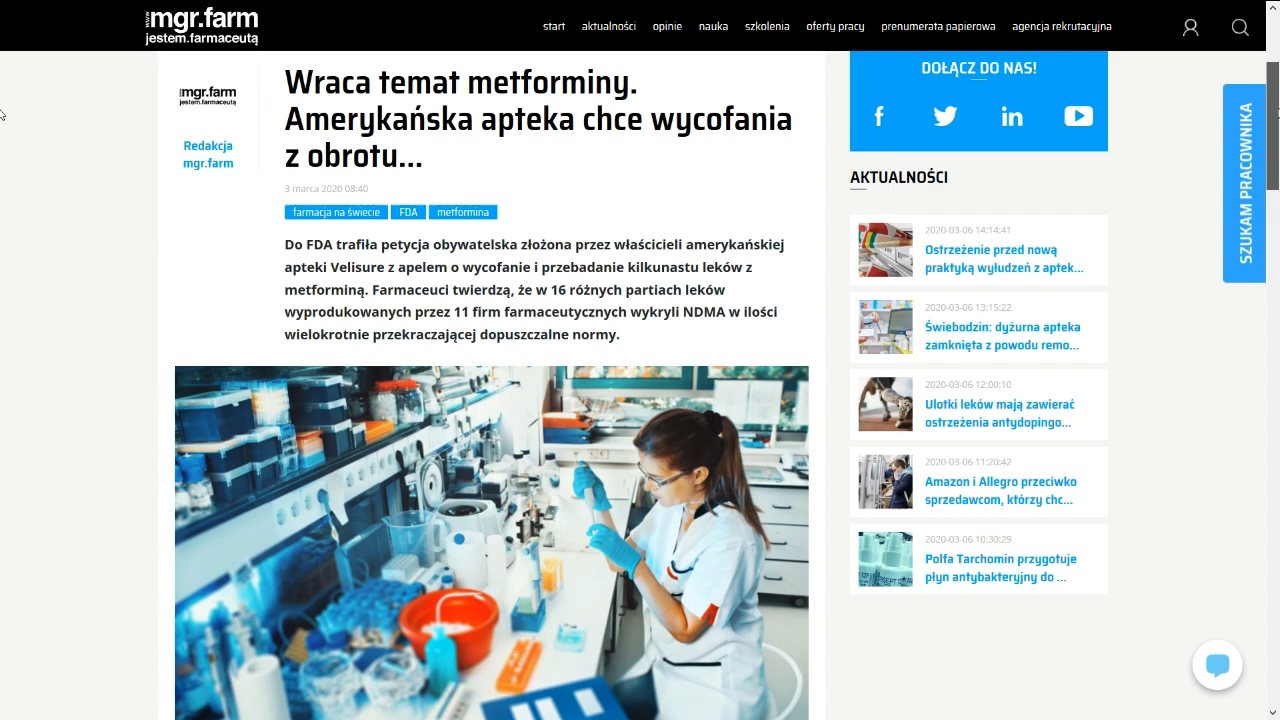 www.mgr.farm
jestem.farmaceutą
start aktualności opinie nauka szkolenia oferty pracy prenumerata papierowa agencja rekrutacyjna
mgr.farm
jestem.farmaceutą
Redakcja
mgr.farm
Wraca temat metforminy.
Amerykańska apteka chce wycofania
z obrotu...
3 marca 2020 08:40
farmacja na świecie FDA metformina
Do FDA trafiła petycja obywatelska złożona przez właścicieli amerykańskiej
apteki Velisure z apelem o wycofanie i przebadanie kilkunastu leków z
metforminą. Farmaceuci twierdzą, że w 16 różnych partiach leków
wyprodukowanych przez 11 firm farmaceutycznych wykryli NDMA w ilości
wielokrotnie przekraczającej dopuszczalne normy.
DOŁĄCZ DO NAS!
AKTUALNOŚCI
2020-03-06 14:14:41
Ostrzeżenie przed nową
praktyką wyłudzeń z aptek...
2020-03-06 13:15:22
Świebodzin: dyżurna apteka
zamknięta z powodu remo...
2020-03-06 12:00:10
Ulotki leków mają zawierać
ostrzeżenia antydopingo...
2020-03-06 11:20:42
Amazon i Allegro przeciwko
sprzedawcom, którzy chc...
2020-03-06 10:30:29
Polfa Tarchomin przygotuje
płyn antybakteryjny do ...
SZUKAM PRACOWNIKA